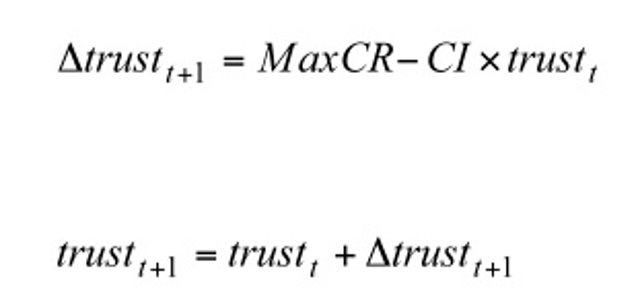 Δtrust_{t+1} = MaxCR − CI × trust_t
trust_{t+1} = trust_t + Δtrust_{t+1}